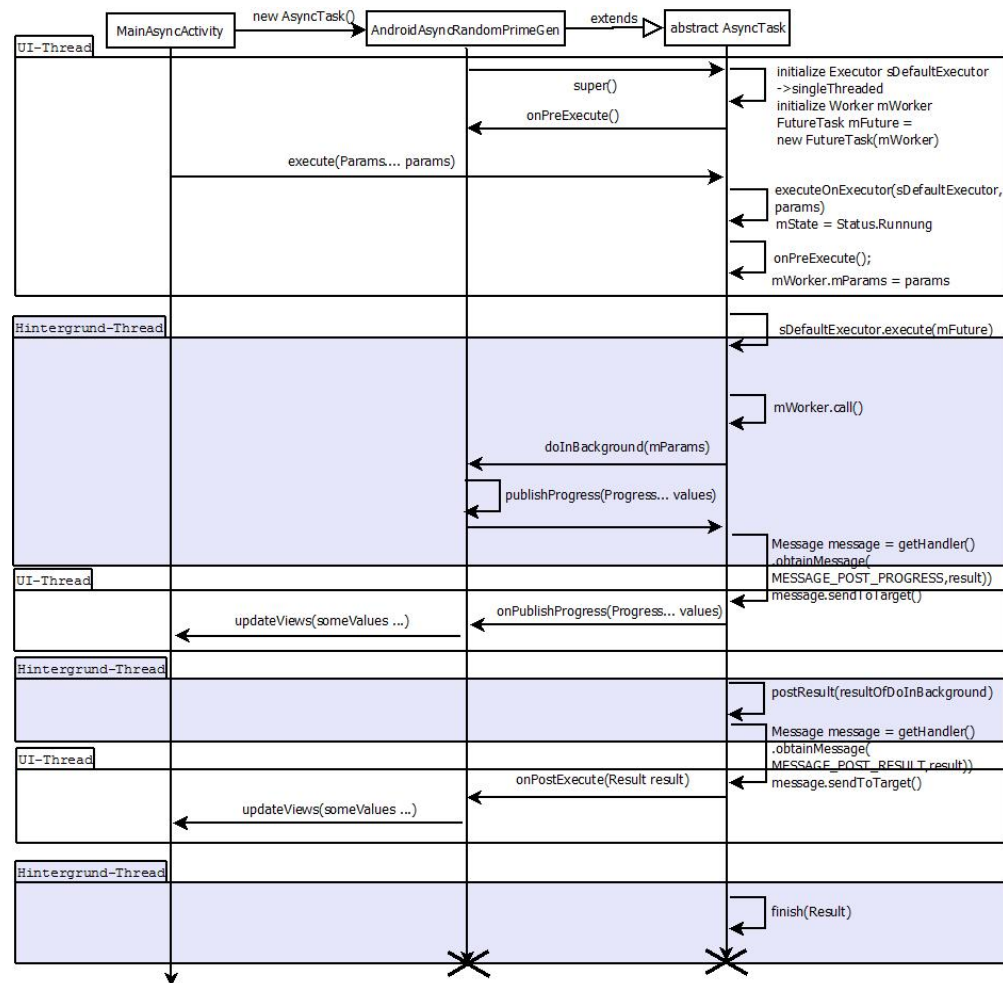 new AsyncTask()
extends
MainAsyncActivity
AndroidAsyncRandomPrimeGen
abstract AsyncTask
UI-Thread
super()
initialize Executor sDefaultExecutor
->singleThreaded
initialize Worker mWorker
FutureTask mFuture =
new FutureTask(mWorker)
onPreExecute()
execute(Params.... params)
executeOnExecutor(sDefaultExecutor,
params)
mState = Status.Runnung
onPreExecute();
mWorker.mParams = params
Hintergrund-Thread
sDefaultExecutor.execute(mFuture)
mWorker.call()
doInBackground(mParams)
publishProgress(Progress... values)
Message message = getHandler()
.obtainMessage(
MESSAGE_POST_PROGRESS,result))
message.sendToTarget()
UI-Thread
onPublishProgress(Progress... values)
updateViews(someValues ...)
Hintergrund-Thread
postResult(resultOfDoInBackground)
Message message = getHandler()
.obtainMessage(
MESSAGE_POST_RESULT,result))
message.sendToTarget()
UI-Thread
onPostExecute(Result result)
updateViews(someValues ...)
Hintergrund-Thread
finish(Result)